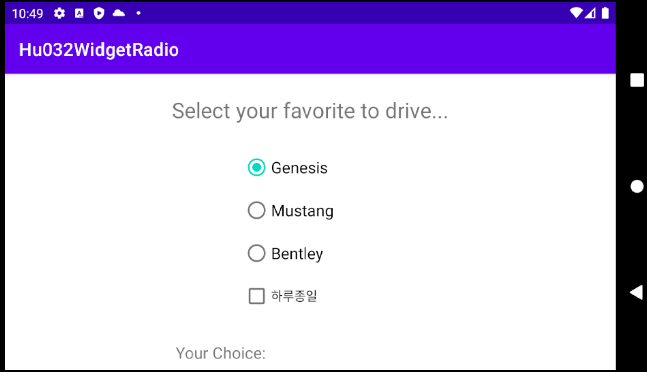 10:49
Hu032WidgetRadio
Select your favorite to drive...
Genesis
Mustang
Bentley
하루종일
Your Choice: